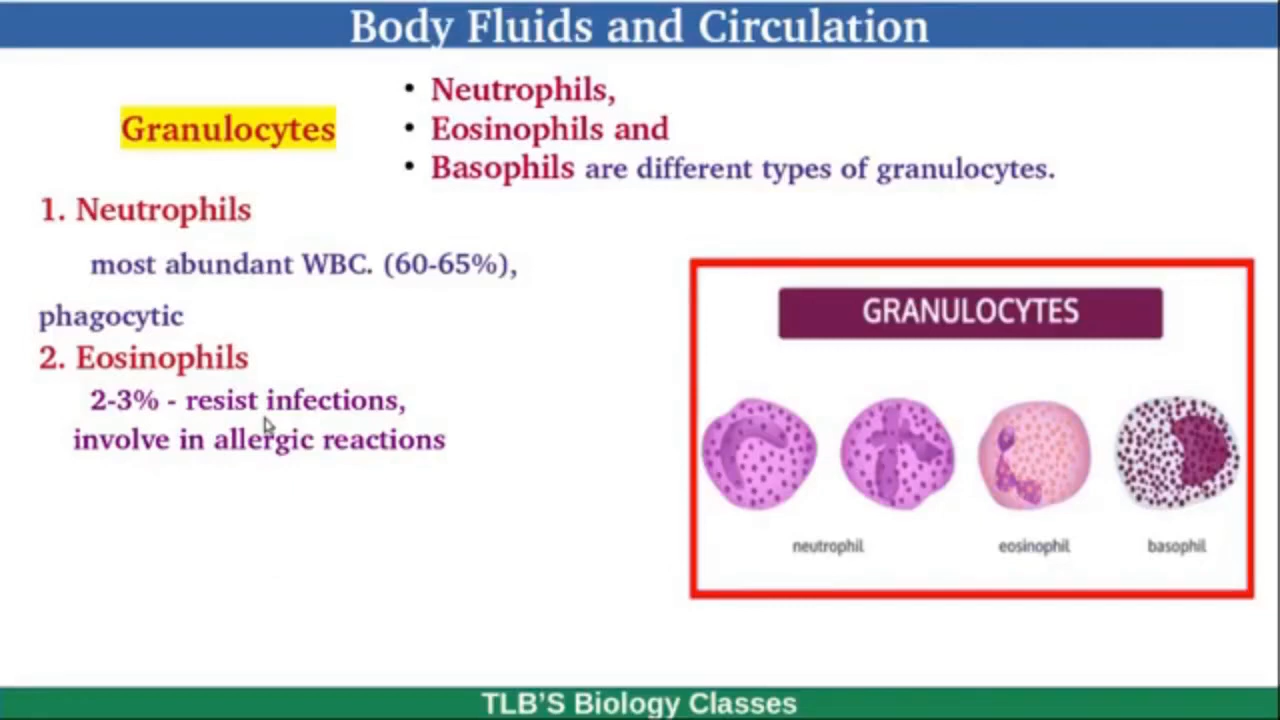 Body Fluids and Circulation
Granulocytes
• Neutrophils,
• Eosinophils and
• Basophils are different types of granulocytes.
1. Neutrophils
most abundant WBC. (60-65%),
phagocytic
2. Eosinophils
2-3% - resist infections,
involve in allergic reactions
GRANULOCYTES
neutrophil
eosinophil
basophil
TLB'S Biology Classes